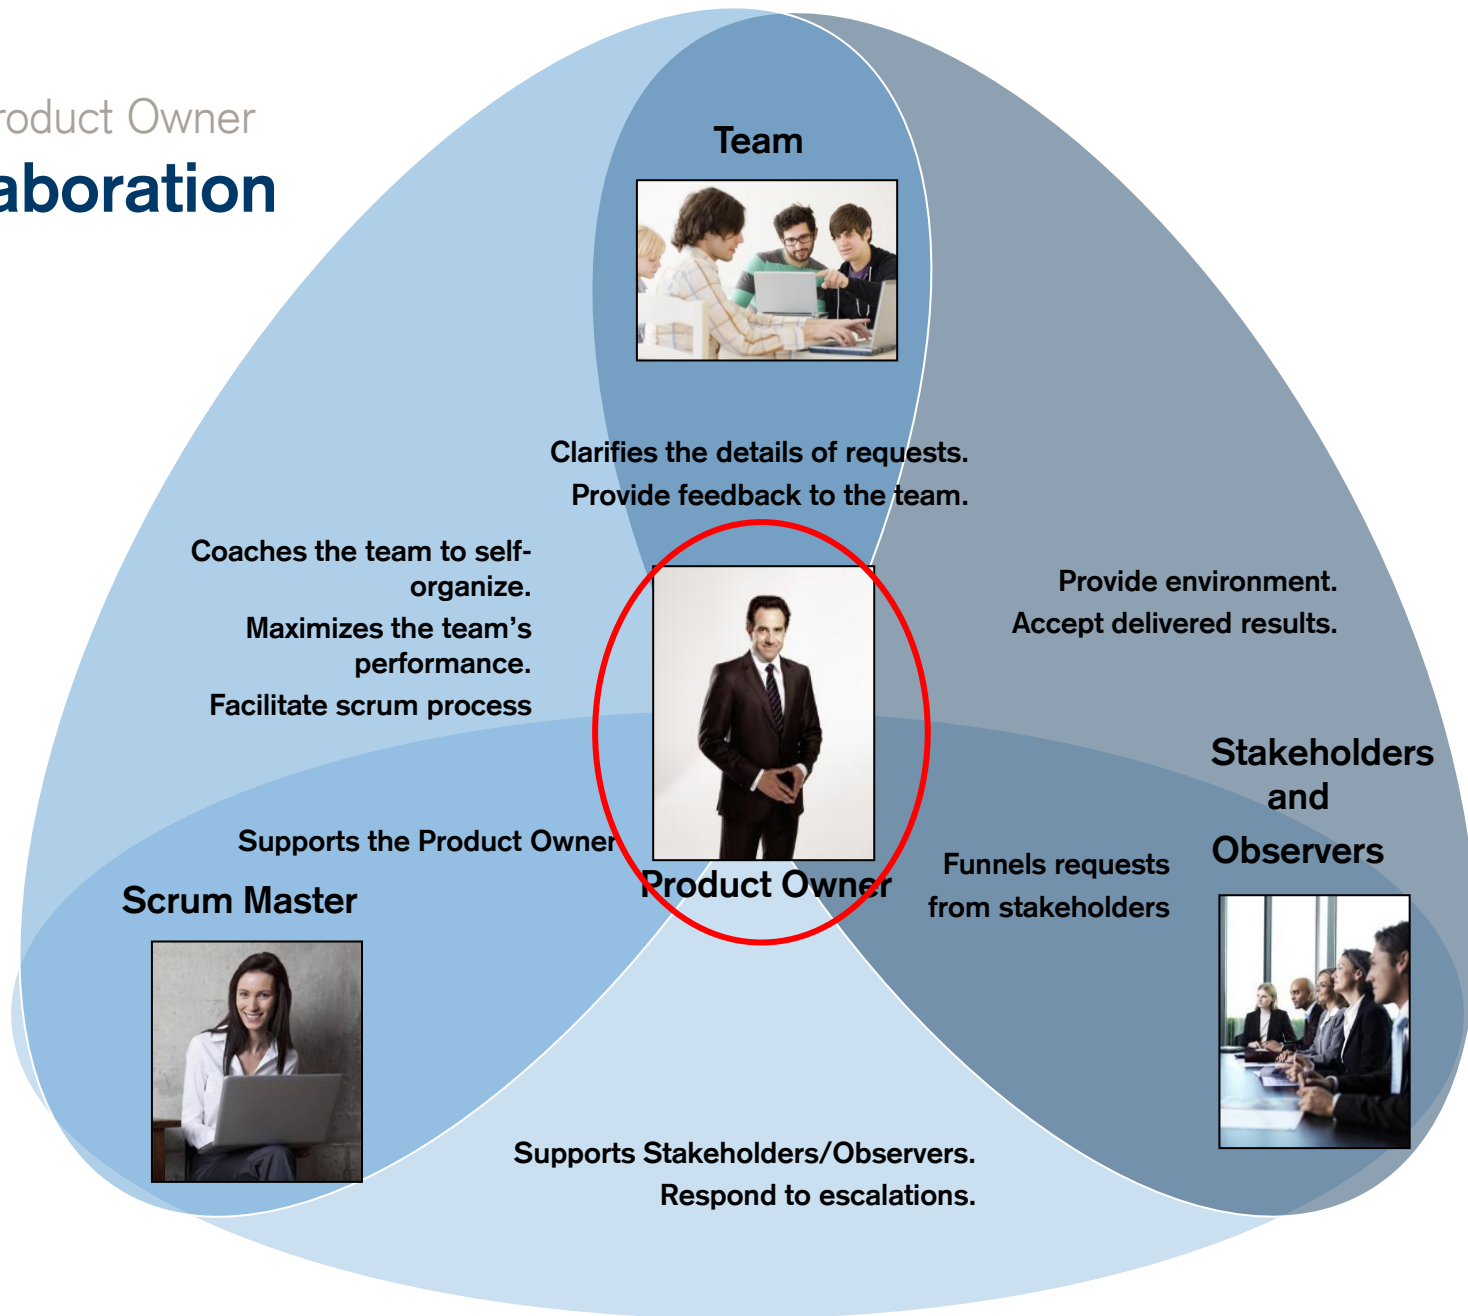 roduct Owner
aboration
Team
Clarifies the details of requests.
Provide feedback to the team.
Coaches the team to self-
organize.
Maximizes the team's
performance.
Facilitate scrum process
Provide environment.
Accept delivered results.
Stakeholders
and
Observers
Supports the Product Owner
Scrum Master
Product Owner
Funnels requests
from stakeholders
Supports Stakeholders/Observers.
Respond to escalations.